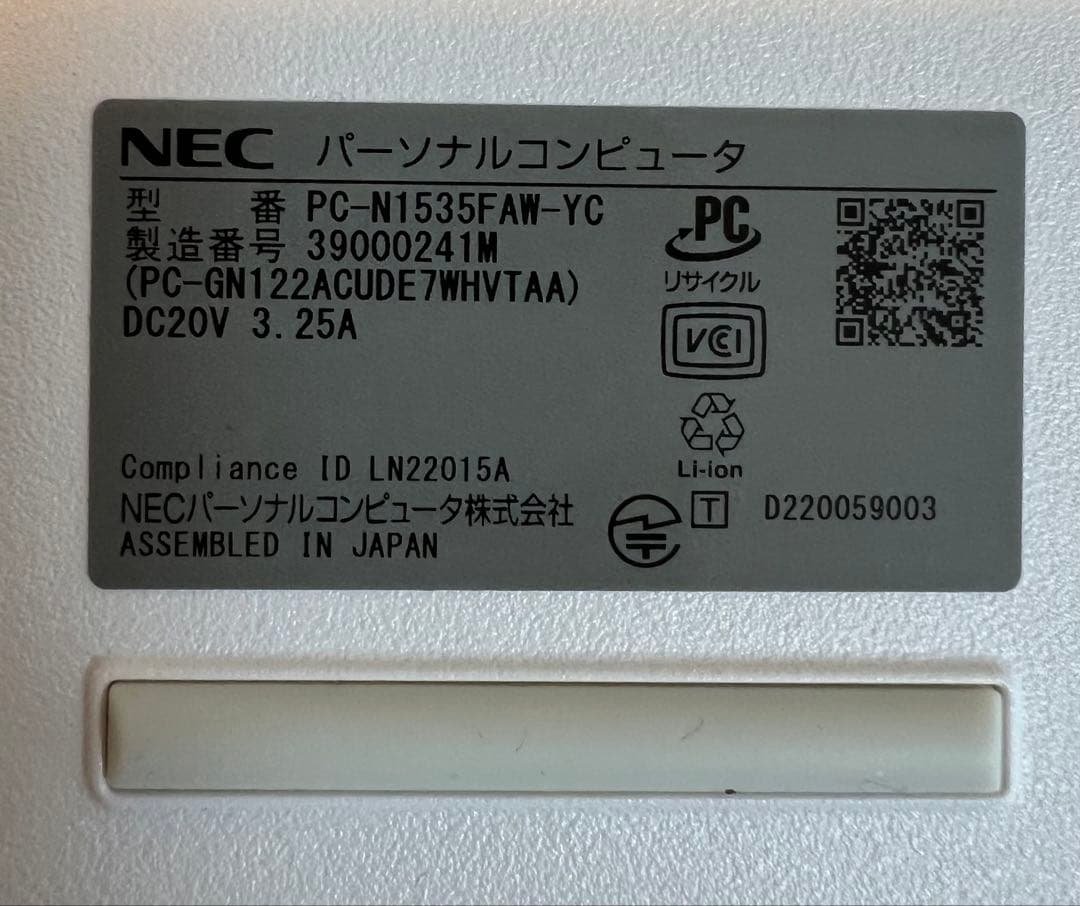 NEC パーソナルコンピュータ
型 番 PC-N1535FAW-YC
製造番号 39000241M
(PC-GN122ACUDE7WHVTAA)
DC20V 3.25A
PC
リサイクル
VCCI
Li-ion
Compliance ID LN22015A
NECパーソナルコンピュータ株式会社
ASSEMBLED IN JAPAN
T D220059003